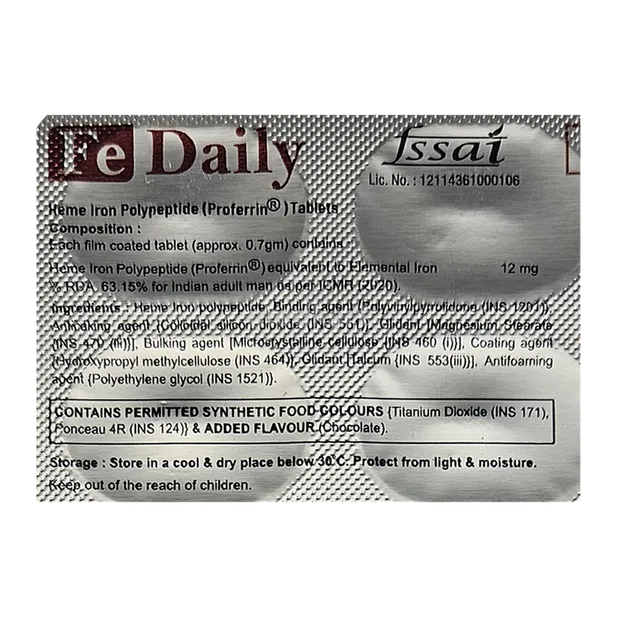 Fe Daily
fssai
Lic. No. : 12114361000106
Heme Iron Polypeptide (Proferrin®) Tablets
Composition :
Each film coated tablet (approx. 0.7gm) contains :
Heme Iron Polypeptide (Proferrin®) equivalent to Elemental Iron 12 mg
% RDA 63.15% for Indian adult man as per ICMR (2020).
Ingredients : Heme Iron polypeptide, Binding agent {Polyvinylpyrrolidone (INS 1201)},
Anticaking agent {Colloidal silicon dioxide (INS 551)}, Glidant [Magnesium Stearate
(INS 470 (iii)], Bulking agent [Microcrystalline cellulose [INS 460 (i)], Coating agent
{Hydroxypropyl methylcellulose (INS 464)}, Glidant Talcum {INS 553(iii)}, Antifoaming
agent {Polyethylene glycol (INS 1521)}.
CONTAINS PERMITTED SYNTHETIC FOOD COLOURS {Titanium Dioxide (INS 171),
Ponceau 4R (INS 124)} & ADDED FLAVOUR (Chocolate).
Storage : Store in a cool & dry place below 30°C. Protect from light & moisture.
Keep out of the reach of children.